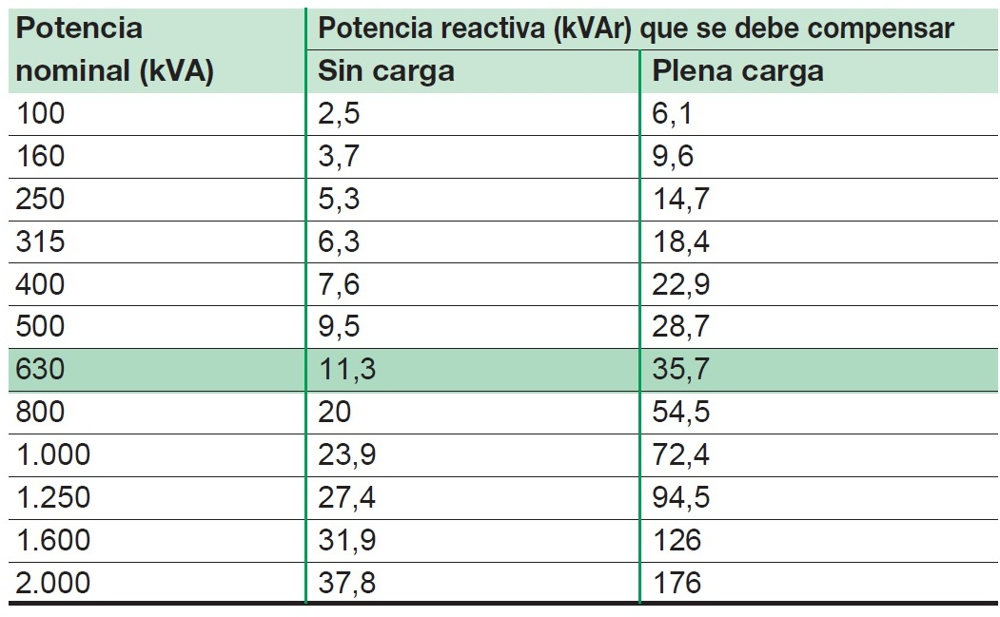 Potencia nominal (kVA) Potencia reactiva (kVAr) que se debe compensar
Sin carga Plena carga
100 2,5 6,1
160 3,7 9,6
250 5,3 14,7
315 6,3 18,4
400 7,6 22,9
500 9,5 28,7
630 11,3 35,7
800 20 54,5
1.000 23,9 72,4
1.250 27,4 94,5
1.600 31,9 126
2.000 37,8 176